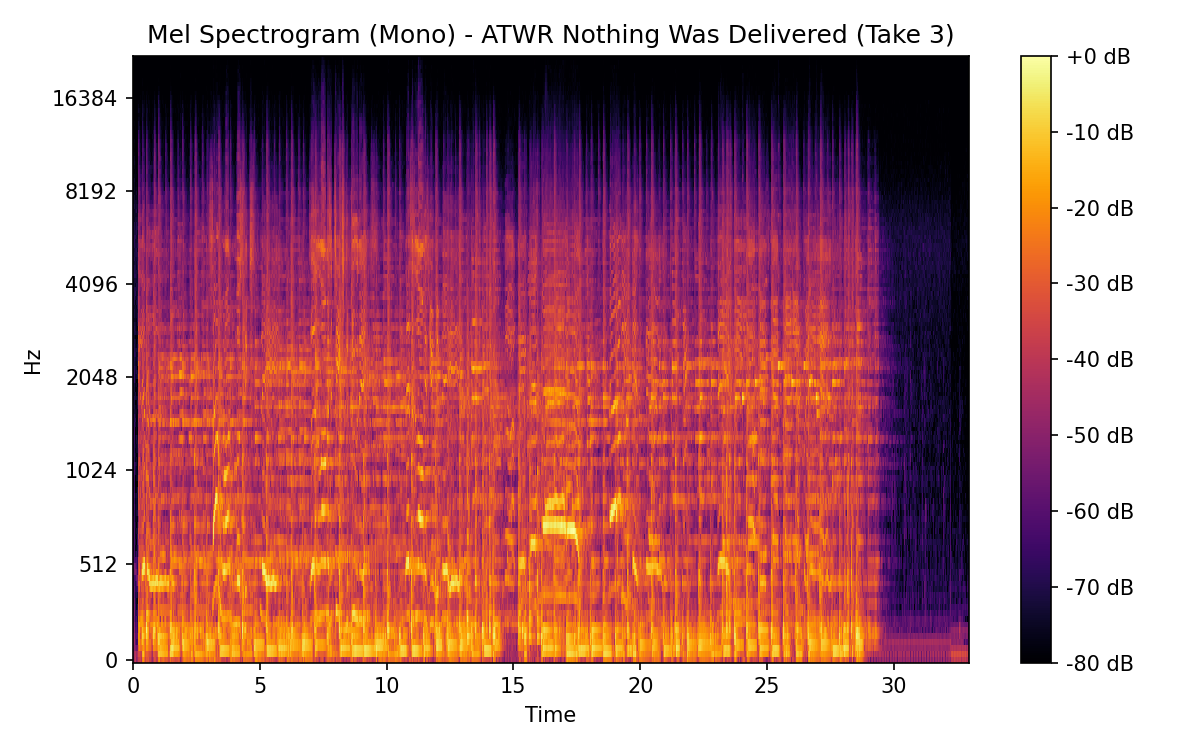 Mel Spectrogram (Mono) - ATWR Nothing Was Delivered (Take 3)
Hz
16384
8192
4096
2048
1024
512
0
0 5 10 15 20 25 30
Time
+0 dB
-10 dB
-20 dB
-30 dB
-40 dB
-50 dB
-60 dB
-70 dB
-80 dB